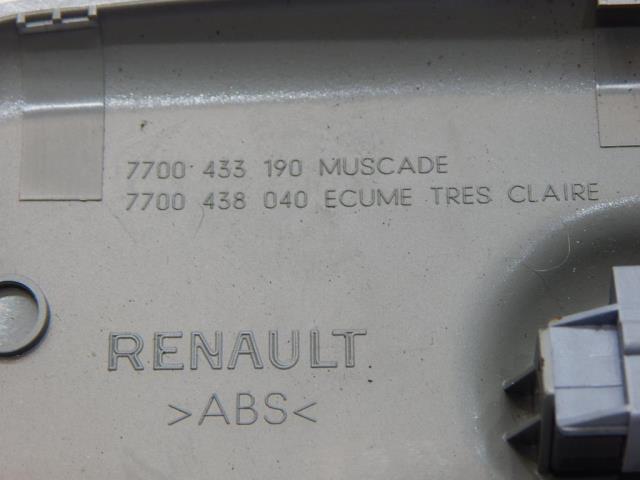 7700 433 190 MUSCADE
7700 438 040 ECUME TRES CLAIRE
RENAULT
>ABS<